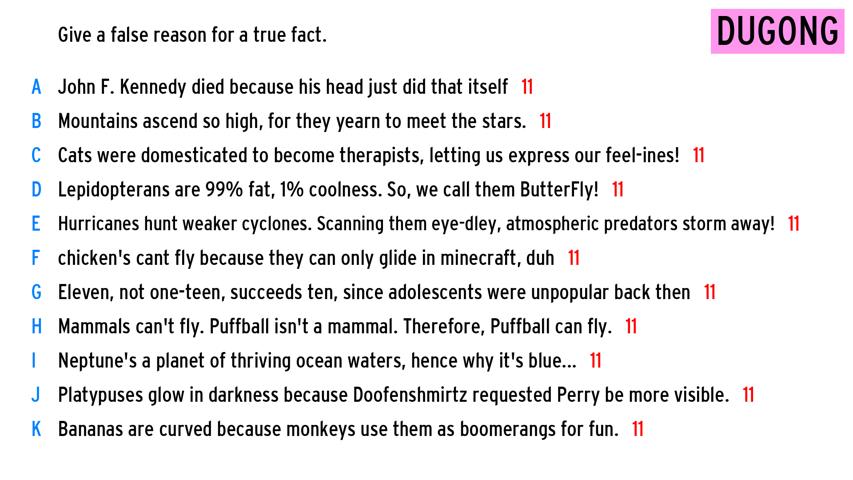 Give a false reason for a true fact.
DUGONG
A John F. Kennedy died because his head just did that itself 11
B Mountains ascend so high, for they yearn to meet the stars. 11
C Cats were domesticated to become therapists, letting us express our feel-ines! 11
D Lepidopterans are 99% fat, 1% coolness. So, we call them ButterFly! 11
E Hurricanes hunt weaker cyclones. Scanning them eye-dley, atmospheric predators storm away! 11
F chicken's cant fly because they can only glide in minecraft, duh 11
G Eleven, not one-teen, succeeds ten, since adolescents were unpopular back then 11
H Mammals can't fly. Puffball isn't a mammal. Therefore, Puffball can fly. 11
I Neptune's a planet of thriving ocean waters, hence why it's blue... 11
J Platypuses glow in darkness because Doofenshmirtz requested Perry be more visible. 11
K Bananas are curved because monkeys use them as boomerangs for fun. 11